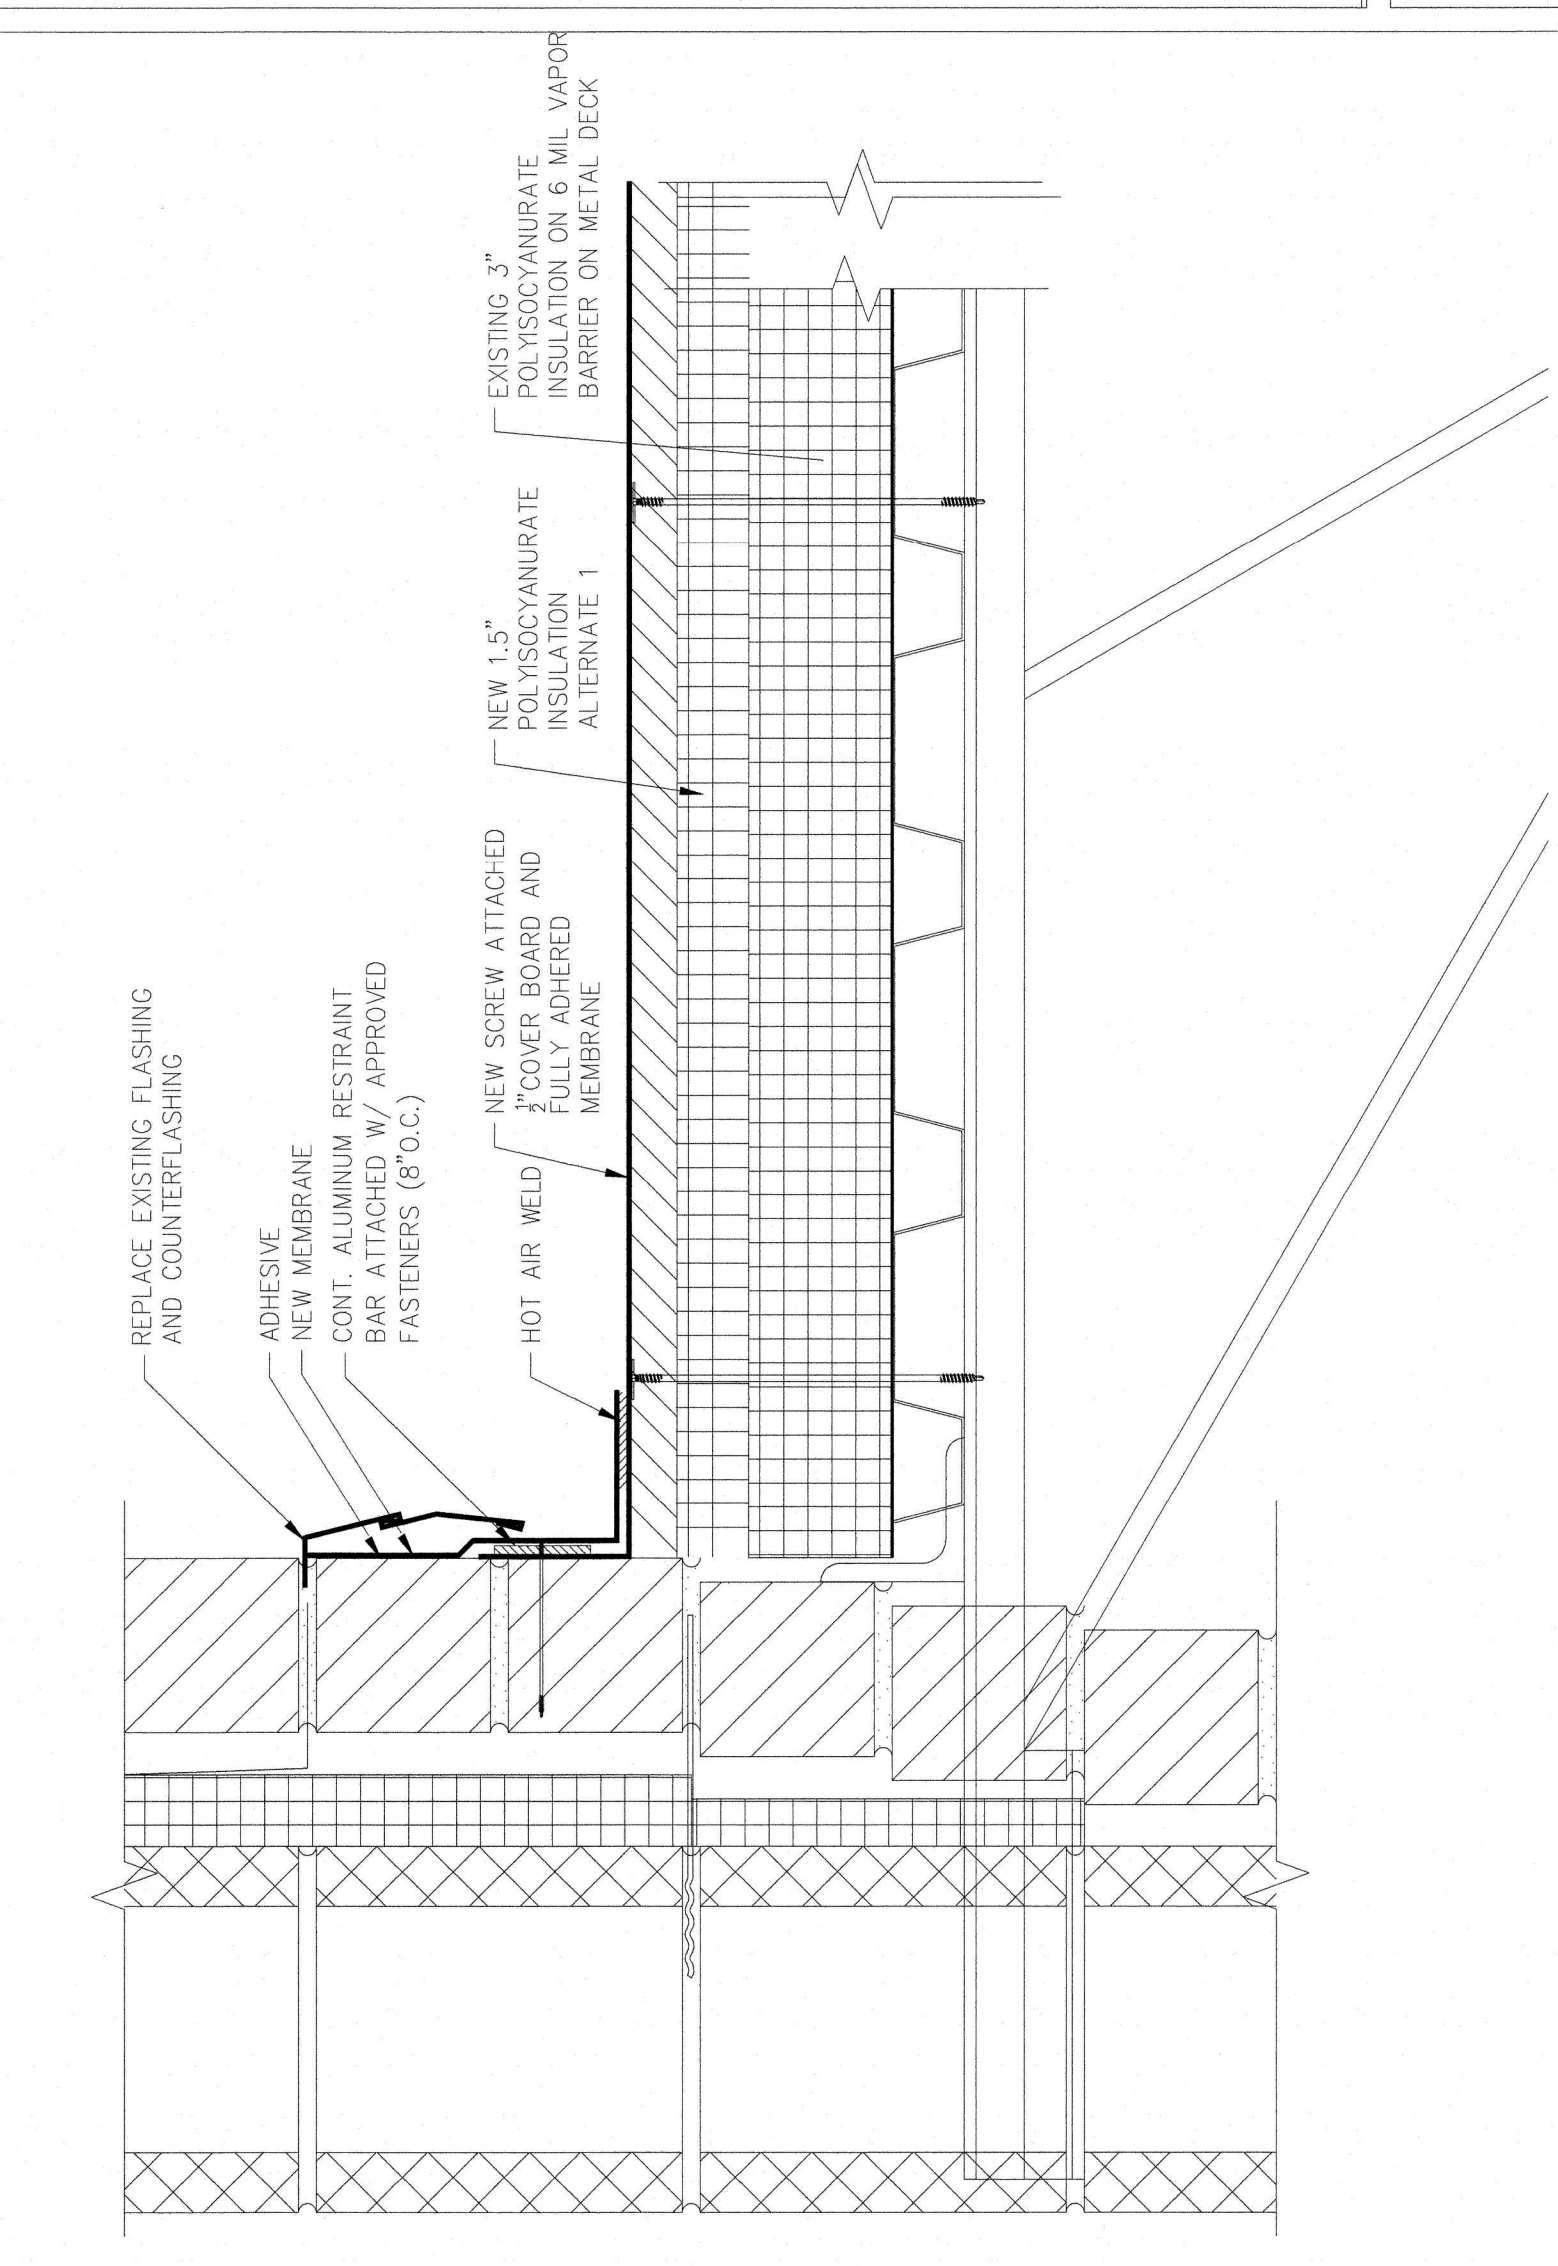 REPLACE EXISTING FLASHING
AND COUNTERFLASHING
ADHESIVE
NEW MEMBRANE
CONT. ALUMINUM RESTRAINT
BAR ATTACHED W/ APPROVED
FASTENERS (8"O.C.)
HOT AIR WELD
NEW SCREW ATTACHED
½"COVER BOARD AND
FULLY ADHERED
MEMBRANE
NEW 1.5"
POLYISOCYANURATE
INSULATION
ALTERNATE 1
EXISTING 3"
POLYISOCYANURATE
INSULATION ON 6 MIL VAPOR
BARRIER ON METAL DECK